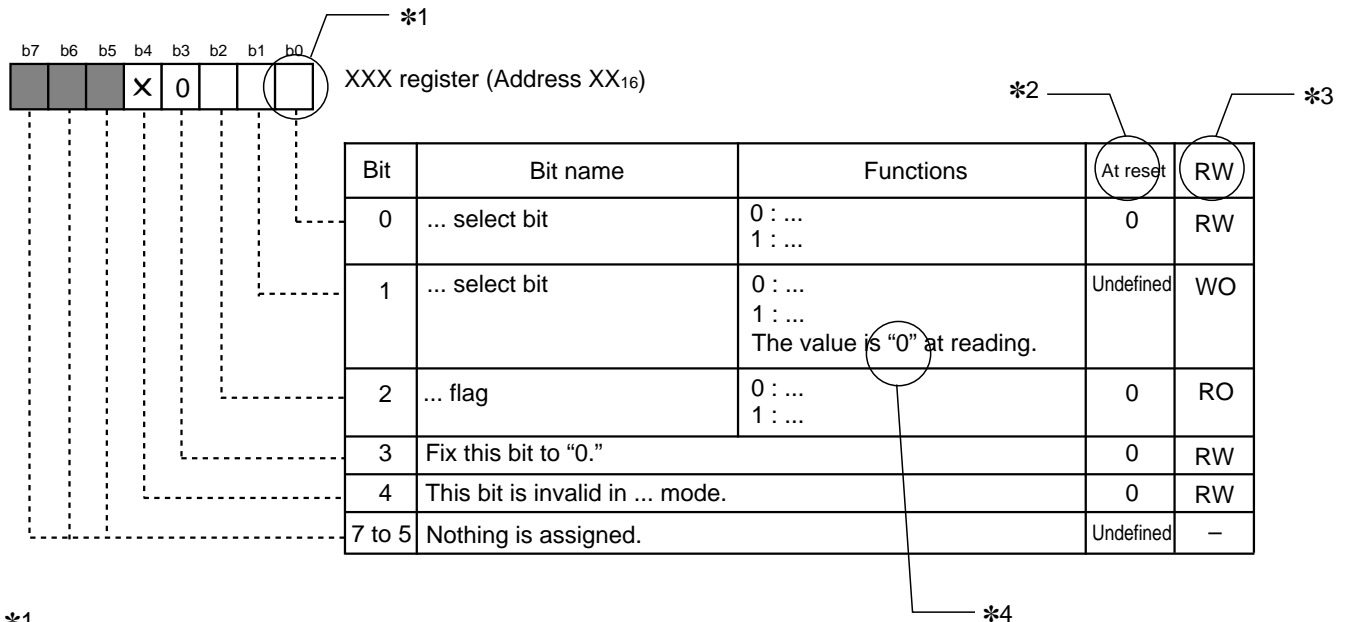 ✽1
b7 b6 b5 b4 b3 b2 b1 b0
X 0
XXX register (Address XX₁₆)
✽2
✽3
Bit Bit name Functions At reset RW
0 ... select bit 0 : ... 0 RW
1 : ...
1 ... select bit 0 : ... Undefined WO
1 : ...
The value is “0” at reading.
2 ... flag 0 : ... 0 RO
1 : ...
3 Fix this bit to “0.” 0 RW
4 This bit is invalid in ... mode. 0 RW
7 to 5 Nothing is assigned. Undefined –
✽4
✽1